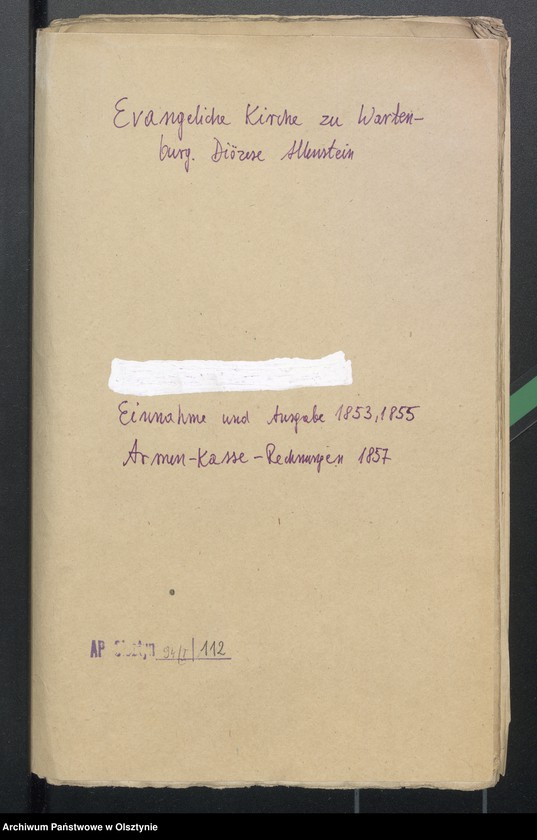 Evangeliche Kirche zu Warten-
burg. Diözese Allenstein
Einnahme und Ausgabe 1853, 1855
Armen-Kasse-Rechnungen 1857
AP Olsztyn 94/I/112
Archiwum Państwowe w Olsztynie